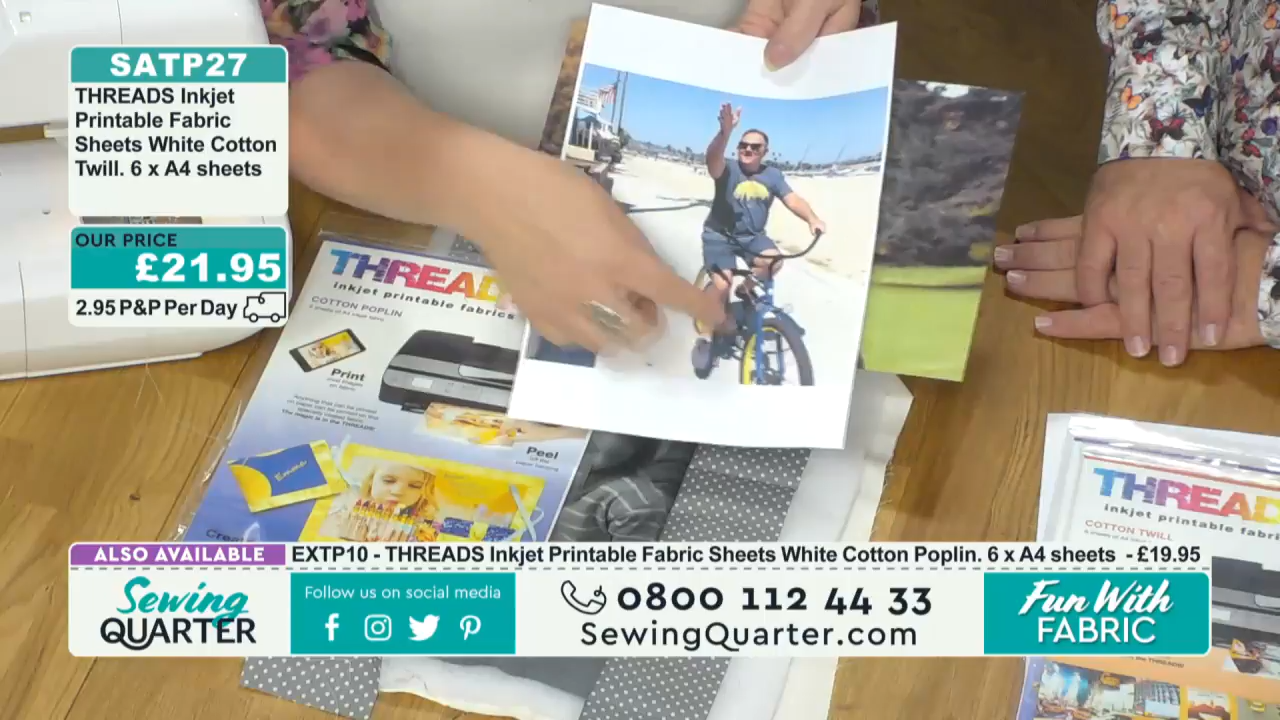 SATP27
THREADS Inkjet
Printable Fabric
Sheets White Cotton
Twill. 6 x A4 sheets
OUR PRICE
£21.95
2.95 P&P Per Day
THREAD
inkjet printable fabrics
COTTON POPLIN
Print
Peel
THREAD
inkjet printable fabri
COTTON TWILL
ALSO AVAILABLE
EXTP10 - THREADS Inkjet Printable Fabric Sheets White Cotton Poplin. 6 x A4 sheets - £19.95
Sewing
QUARTER
Follow us on social media
0800 112 44 33
SewingQuarter.com
Fun With
FABRIC